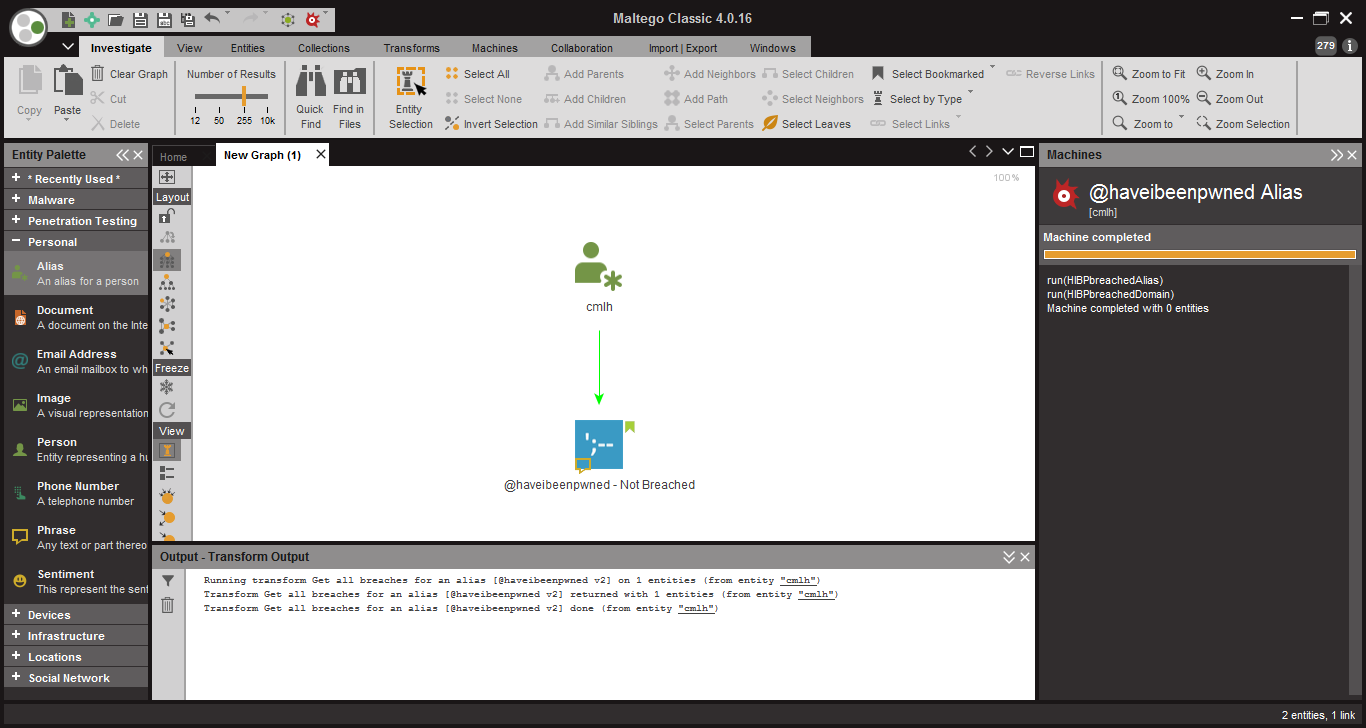 Maltego Classic 4.0.16
Investigate
View
Entities
Collections
Transforms
Machines
Collaboration
Import | Export
Windows
279
Copy
Paste
Clear Graph
Cut
Delete
Number of Results
12 50 255 10k
Quick Find
Find in Files
Entity Selection
Select All
Select None
Invert Selection
Add Parents
Add Children
Add Similar Siblings
Add Neighbors
Add Path
Select Parents
Select Children
Select Neighbors
Select Leaves
Select Bookmarked
Select by Type
Select Links
Reverse Links
Zoom to Fit
Zoom 100%
Zoom to
Zoom In
Zoom Out
Zoom Selection
Entity Palette
* Recently Used *
Malware
Penetration Testing
Personal
Alias
An alias for a person
Document
A document on the Inte
Email Address
An email mailbox to wh
Image
A visual representation
Person
Entity representing a hu
Phone Number
A telephone number
Phrase
Any text or part thereo
Sentiment
This represent the sent
Devices
Infrastructure
Locations
Social Network
Home
New Graph (1)
Layout
Freeze
View
100%
cmlh
';--
@haveibeenpwned - Not Breached
Output - Transform Output
Running transform Get all breaches for an alias [@haveibeenpwned v2] on 1 entities (from entity "cmlh")
Transform Get all breaches for an alias [@haveibeenpwned v2] returned with 1 entities (from entity "cmlh")
Transform Get all breaches for an alias [@haveibeenpwned v2] done (from entity "cmlh")
Machines
@haveibeenpwned Alias
[cmlh]
Machine completed
run(HIBPbreachedAlias)
run(HIBPbreachedDomain)
Machine completed with 0 entities
2 entities, 1 link